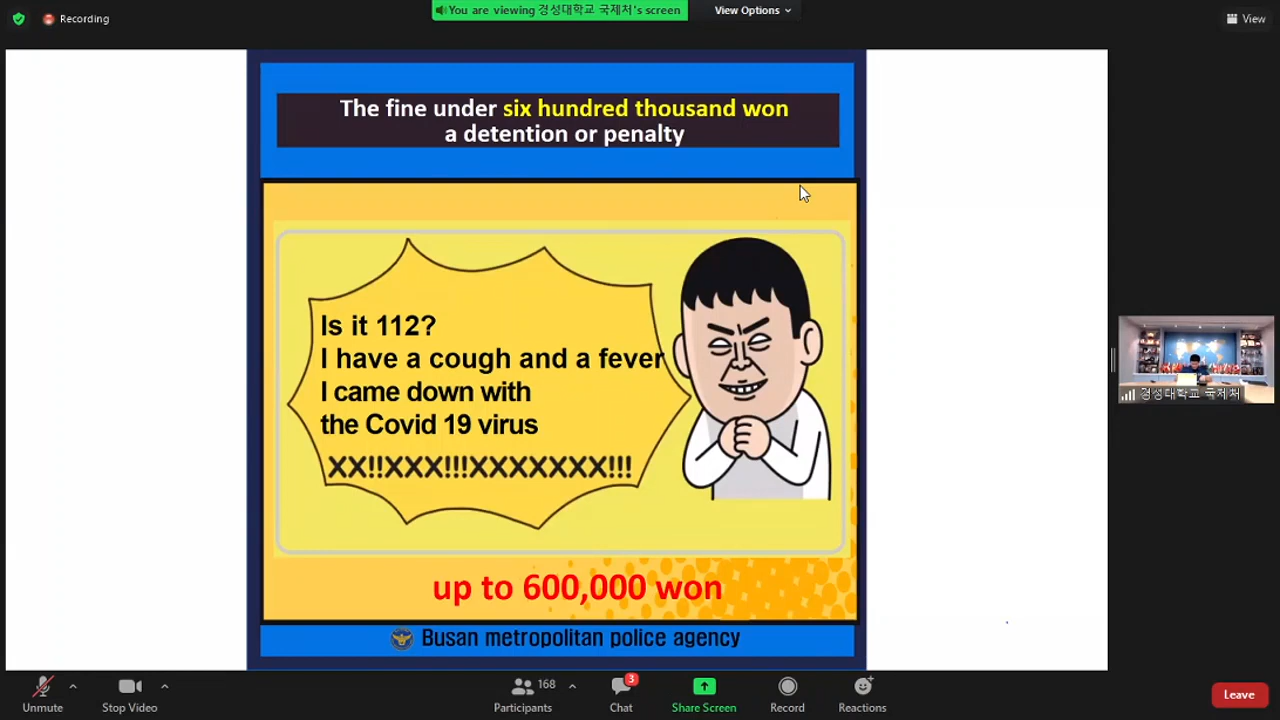 Recording
You are viewing 경성대학교 국제처's screen
View Options
View
The fine under six hundred thousand won
a detention or penalty
Is it 112?
I have a cough and a fever
I came down with
the Covid 19 virus
XX!!XXX!!!XXXXXXX!!!
up to 600,000 won
Busan metropolitan police agency
경성대학교 국제처
Unmute
Stop Video
168
Participants
3
Chat
Share Screen
Record
Reactions
Leave